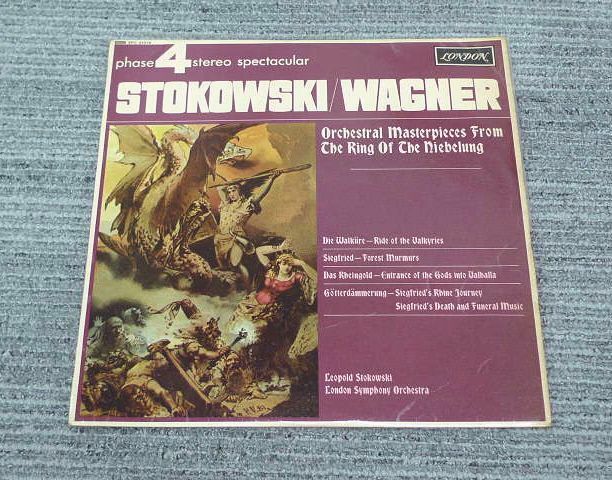 phase 4 stereo spectacular
LONDON
STOKOWSKI/WAGNER
Orchestral Masterpieces From
The Ring Of The Niebelung
Die Walküre—Ride of the Valkyries
Siegfried—Forest Murmurs
Das Rheingold—Entrance of the Gods into Valhalla
Götterdämmerung—Siegfried's Rhine Journey
Siegfried's Death and Funeral Music
Leopold Stokowski
London Symphony Orchestra